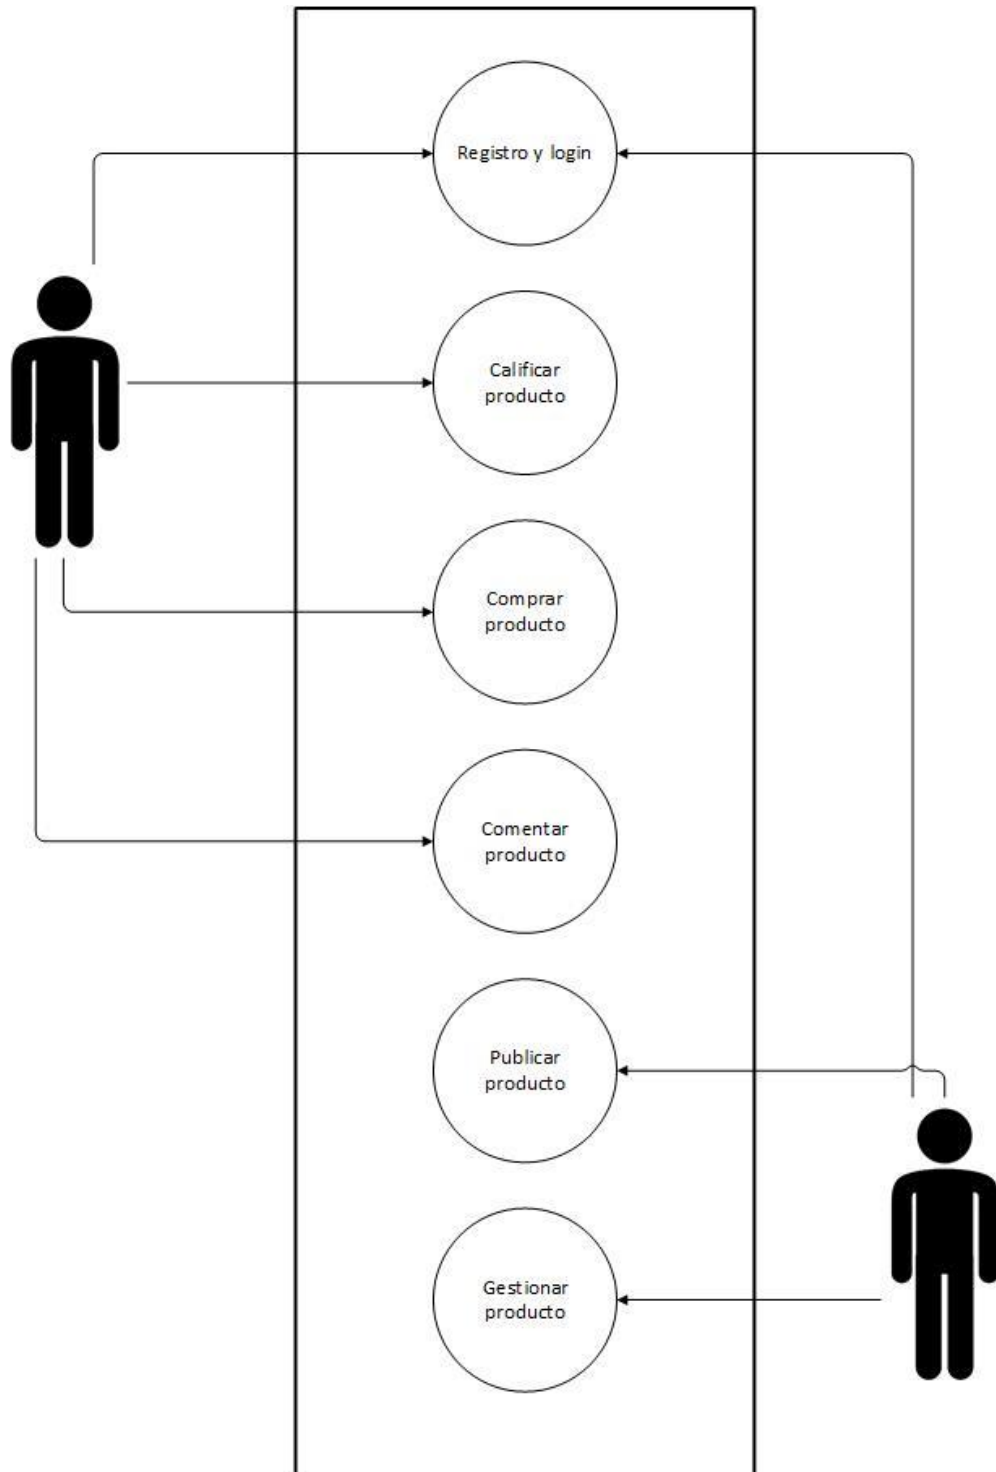 Registro y login
Calificar
producto
Comprar
producto
Comentar
producto
Publicar
producto
Gestionar
producto